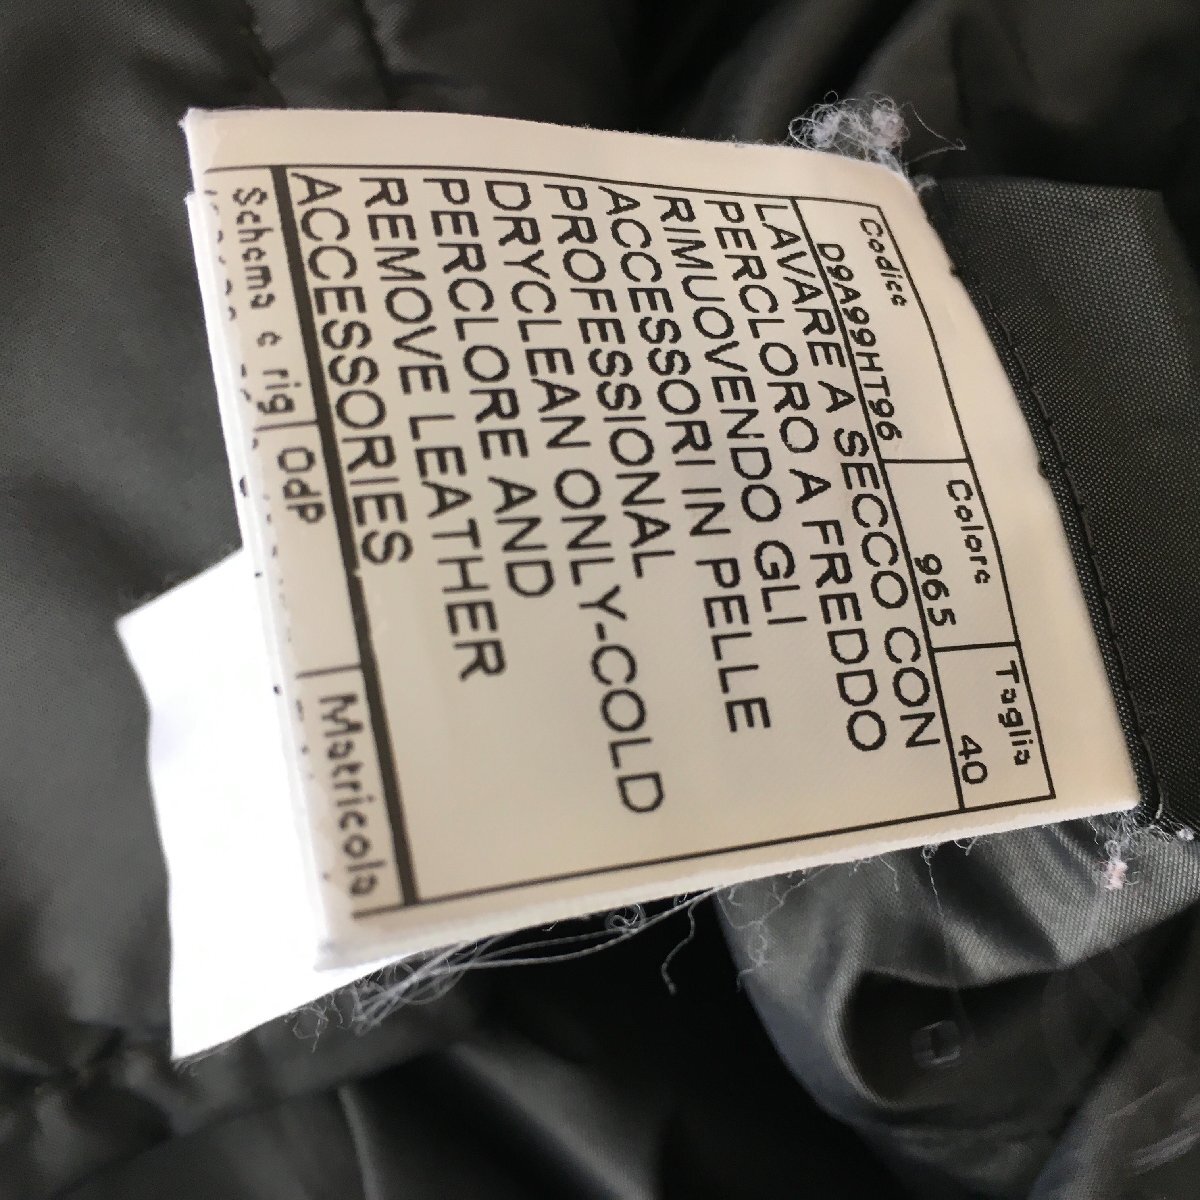 Codice Colore Taglia
D9A99HT96 965 40
LAVARE A SECCO CON
PERCLORO A FREDDO
RIMUOVENDO GLI
ACCESSORI IN PELLE
PROFESSIONAL
DRYCLEAN ONLY-COLD
PERCLORE AND
REMOVE LEATHER
ACCESSORIES
Schema e rig OdP Matricola